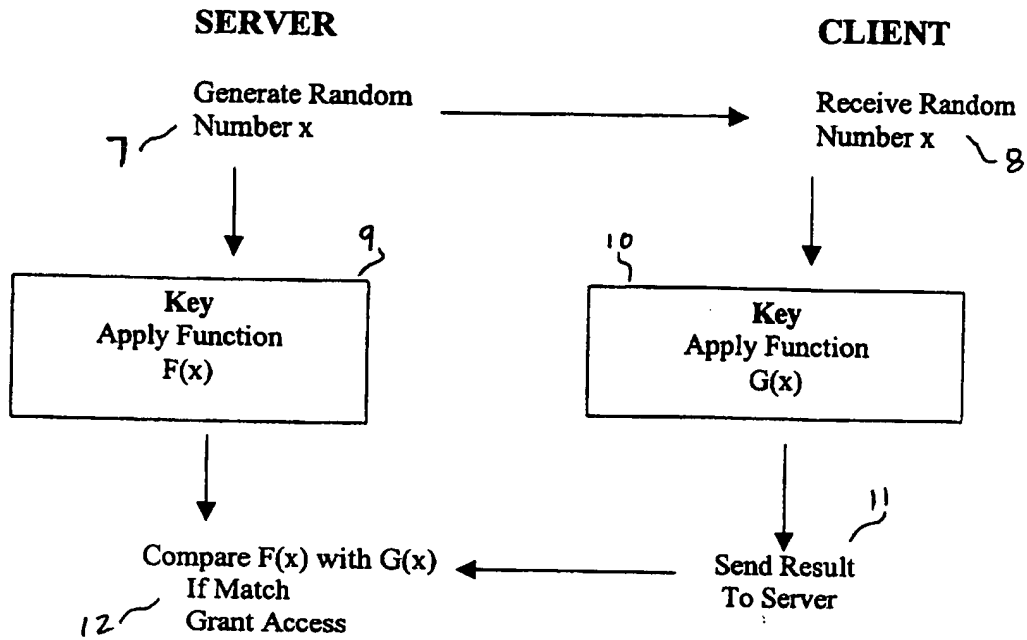 SERVER
CLIENT
Generate Random
Number x
7
Receive Random
Number x
8
9
10
Key
Apply Function
F(x)
Key
Apply Function
G(x)
11
Compare F(x) with G(x)
If Match
Grant Access
12
Send Result
To Server